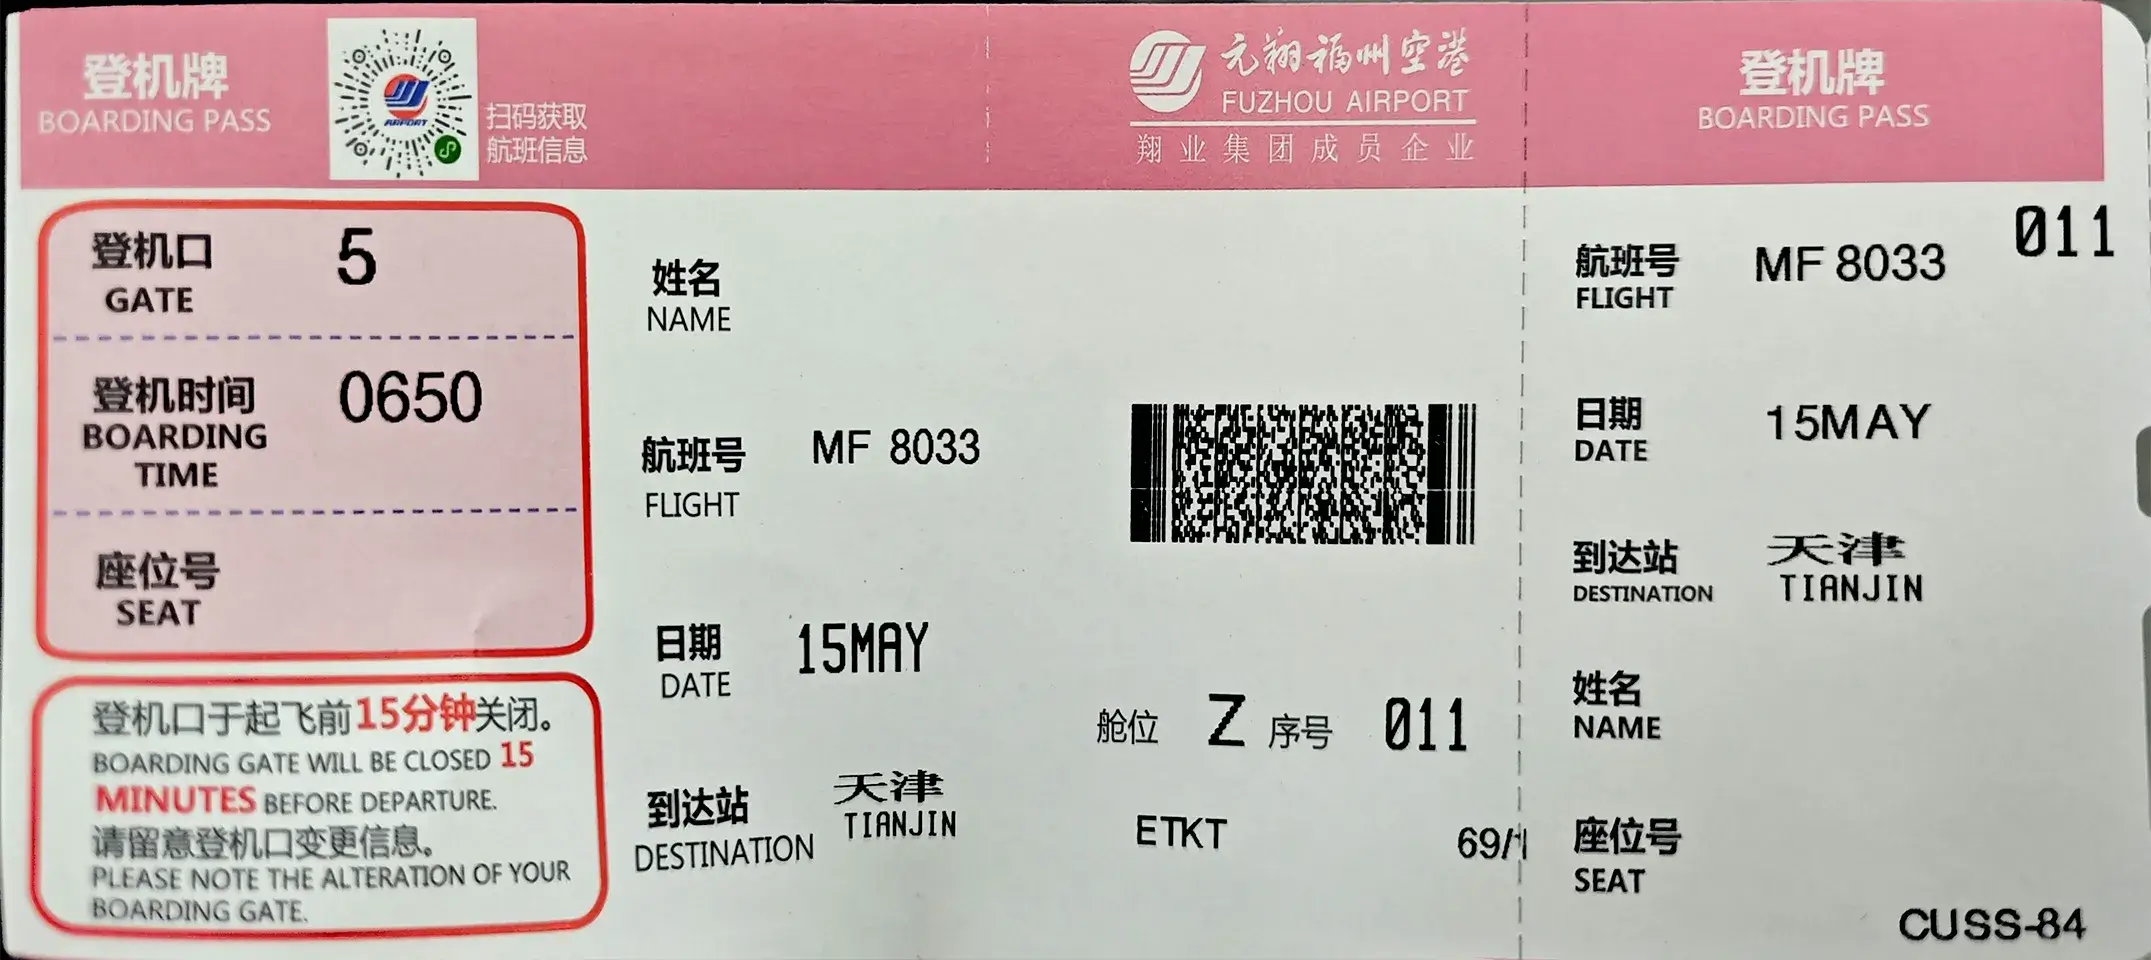 登机牌
BOARDING PASS
AIRPORT
扫码获取
航班信息
元翔福州空港
FUZHOU AIRPORT
翔业集团成员企业
登机牌
BOARDING PASS
登机口 5
GATE
登机时间 0650
BOARDING
TIME
座位号
SEAT
登机口于起飞前15分钟关闭。
BOARDING GATE WILL BE CLOSED 15
MINUTES BEFORE DEPARTURE.
请留意登机口变更信息。
PLEASE NOTE THE ALTERATION OF YOUR
BOARDING GATE.
姓名
NAME
航班号 MF 8033
FLIGHT
日期 15MAY
DATE
舱位 Z 序号 011
到达站 天津
DESTINATION TIANJIN
ETKT 69/1
011
航班号 MF 8033
FLIGHT
日期 15MAY
DATE
到达站 天津
DESTINATION TIANJIN
姓名
NAME
座位号
SEAT
CUSS-84